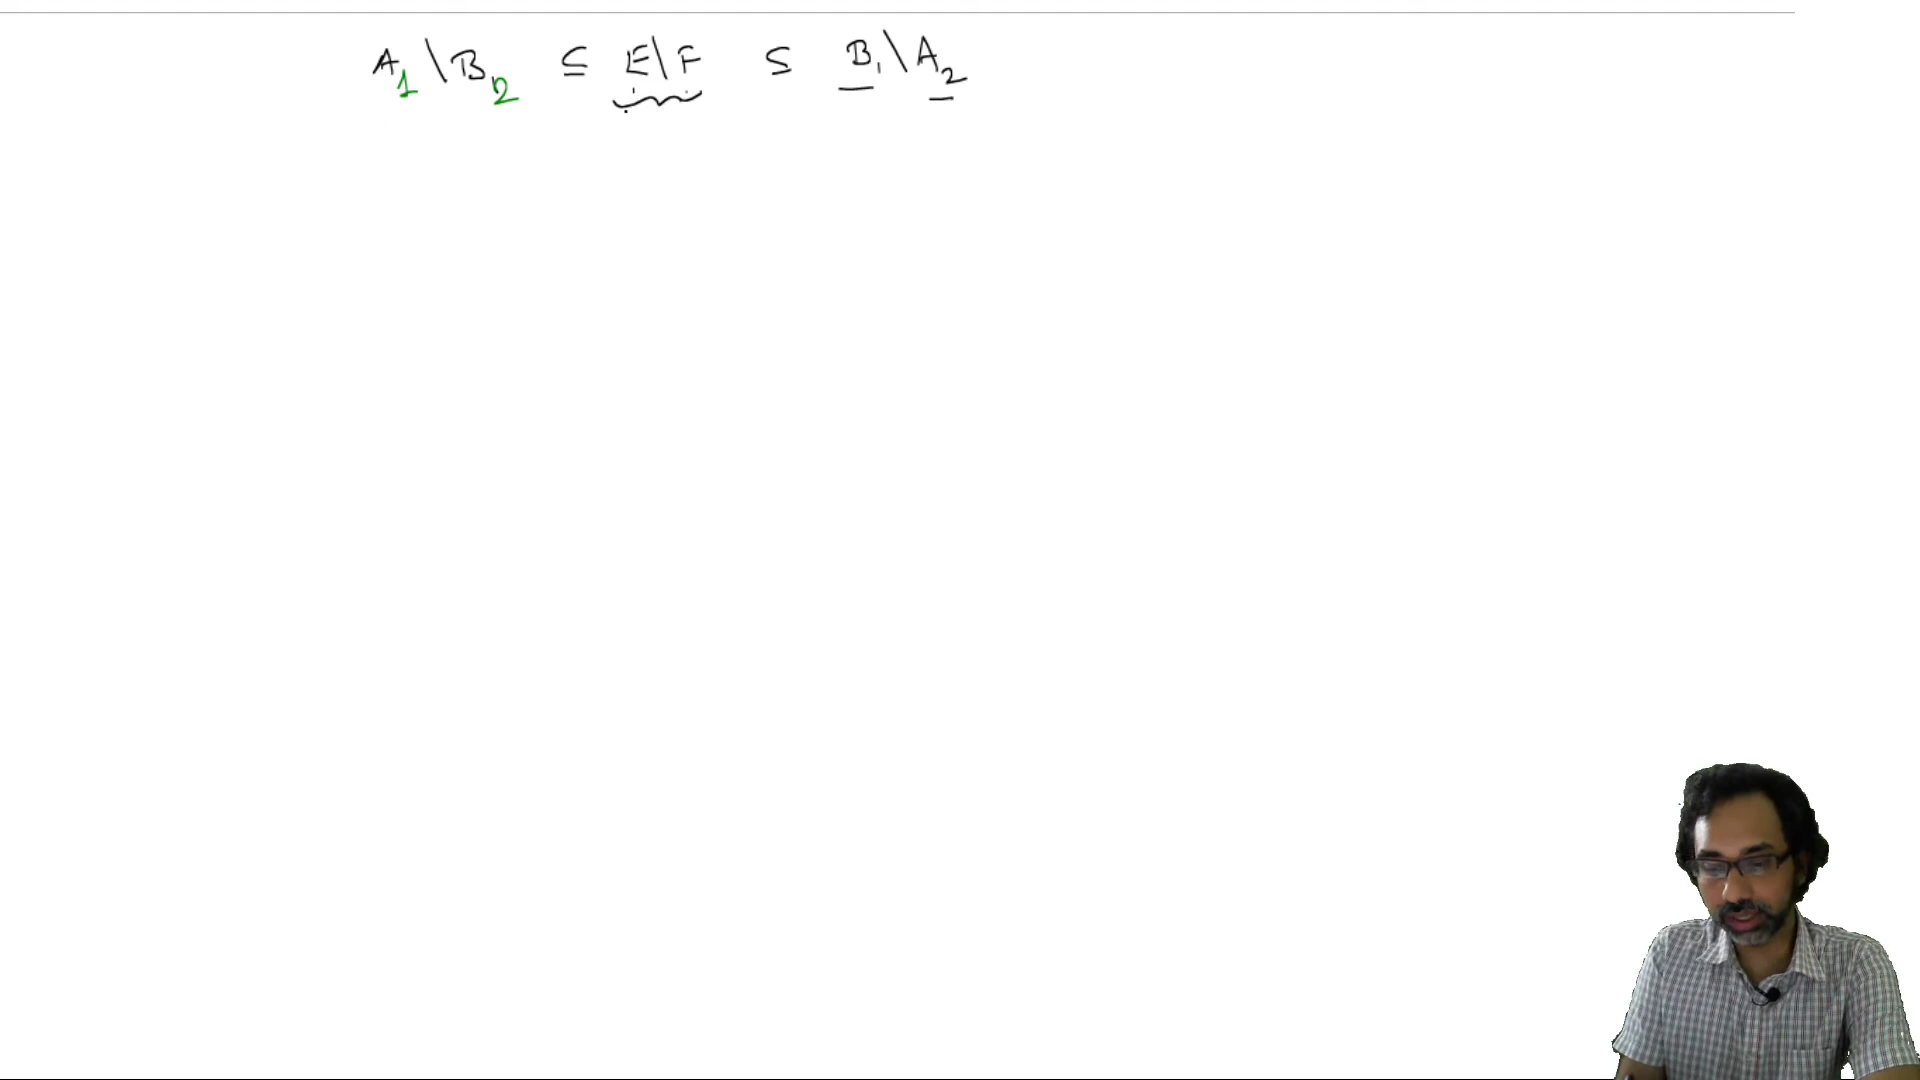 A₁ \ B₂ ⊆ E \ F ⊆ B₁ \ A₂